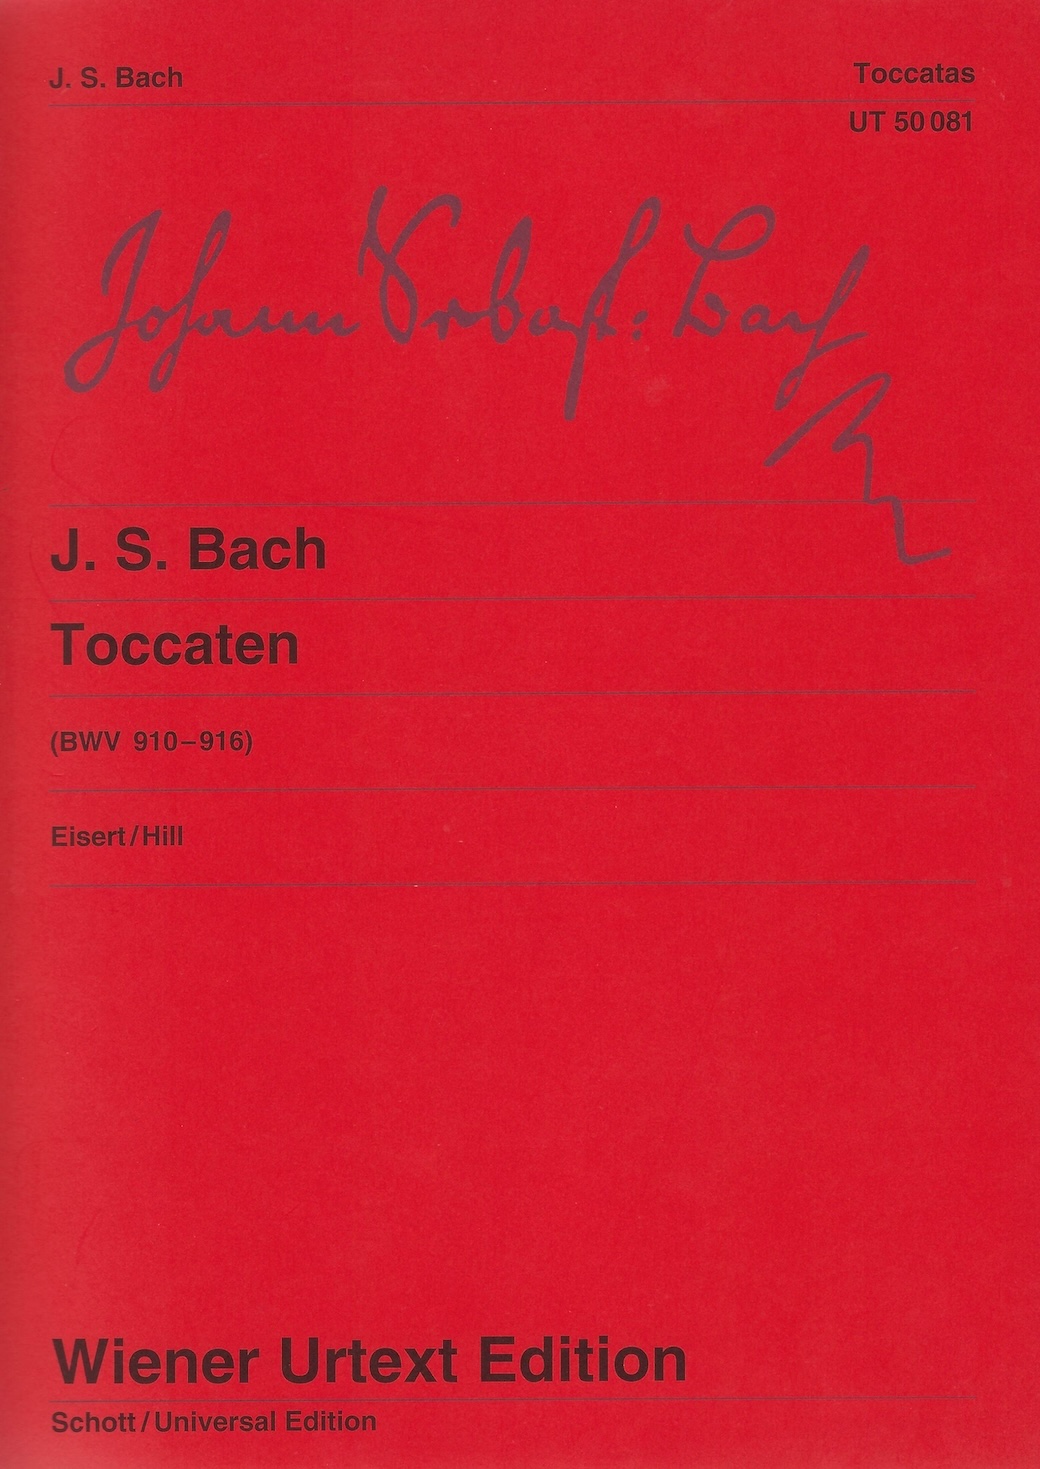 J. S. Bach
Toccatas
UT 50 081
Johann Sebast: Bach
J. S. Bach
Toccaten
(BWV 910–916)
Eisert / Hill
Wiener Urtext Edition
Schott / Universal Edition